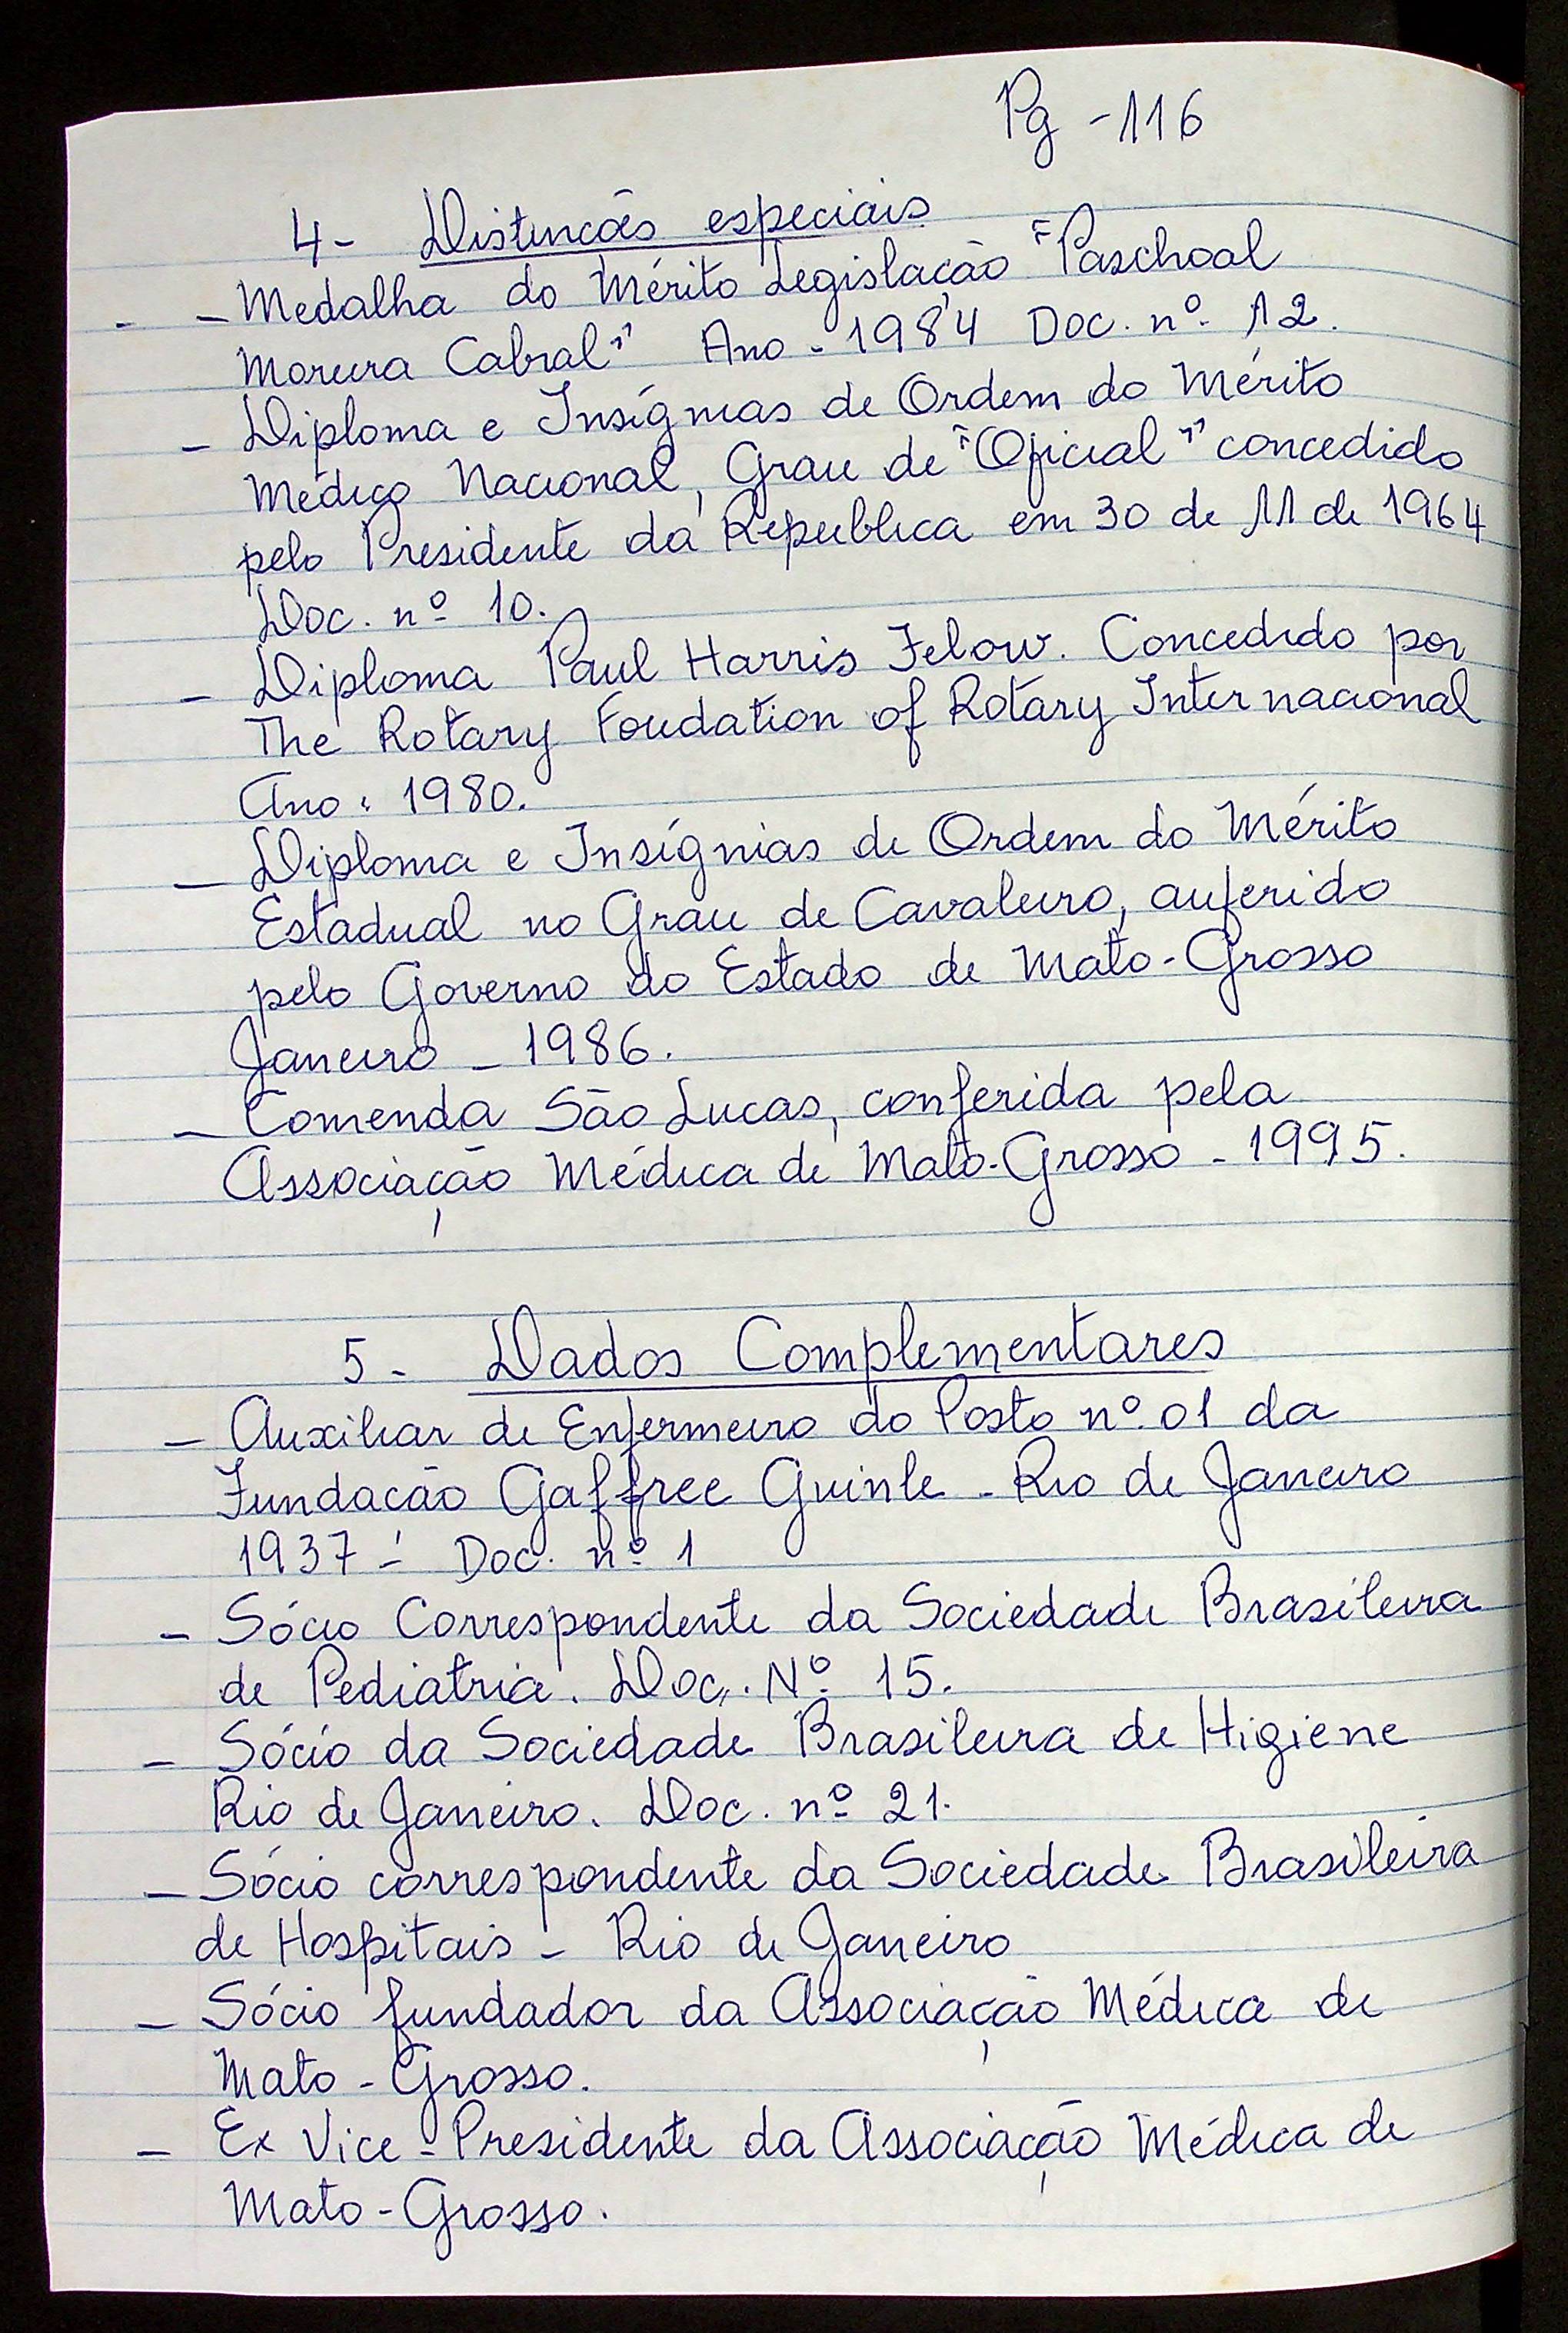 Pg - 116
4- Distincões especiais
- Medalha do Mérito Legislação "Paschoal
Moreira Cabral" Ano - 1984 Doc. nº 12.
- Diploma e Insígnias de Ordem do Mérito
Médico Nacional, Grau de "Oficial" concedido
pelo Presidente da Republica em 30 de 11 de 1964
Doc. nº 10.
- Diploma Paul Harris Felow. Concedido por
The Rotary Foudation of Rotary Internacional
Ano: 1980.
- Diploma e Insígnias de Ordem do Mérito
Estadual no Grau de Cavaleiro, auferido
pelo Governo do Estado de Mato-Grosso
Janeiro - 1986.
- Comenda São Lucas, conferida pela
Associação Médica de Mato-Grosso - 1995.
5- Dados Complementares
- Auxiliar de Enfermeiro do Posto nº 01 da
Fundação Gaffree Guinle - Rio de Janeiro
1937 - Doc. nº 1
- Sócio Correspondente da Sociedade Brasileira
de Pediatria. Doc. Nº 15.
- Sócio da Sociedade Brasileira de Higiene
Rio de Janeiro. Doc. nº 21.
- Sócio correspondente da Sociedade Brasileira
de Hospitais - Rio de Janeiro
- Sócio fundador da Associação Médica de
Mato-Grosso.
- Ex Vice-Presidente da Associação Médica de
Mato-Grosso.